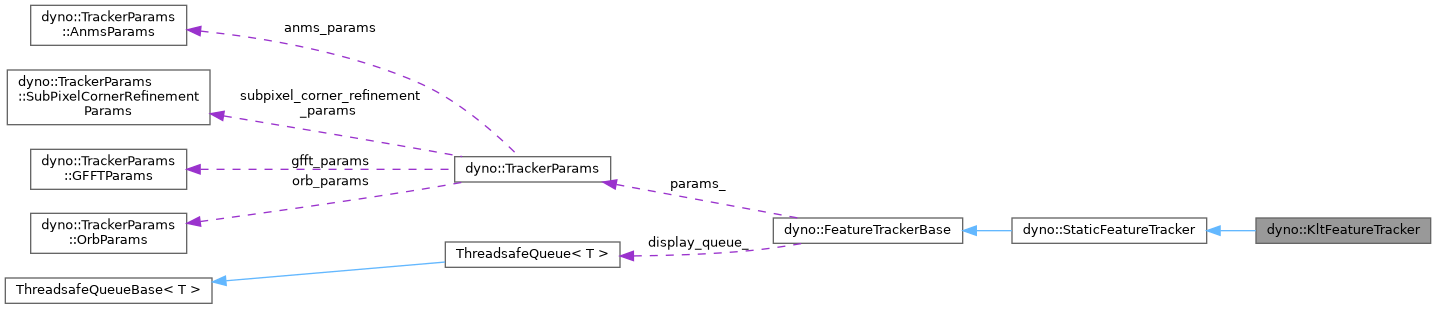 dyno::TrackerParams
::AnmsParams
anms_params
dyno::TrackerParams
::SubPixelCornerRefinement
Params
subpixel_corner_refinement
_params
dyno::TrackerParams
::GFFTParams
gfft_params
dyno::TrackerParams
orb_params
dyno::TrackerParams
::OrbParams
params_
display_queue_
dyno::FeatureTrackerBase
dyno::StaticFeatureTracker
dyno::KltFeatureTracker
ThreadsafeQueue< T >
ThreadsafeQueueBase< T >